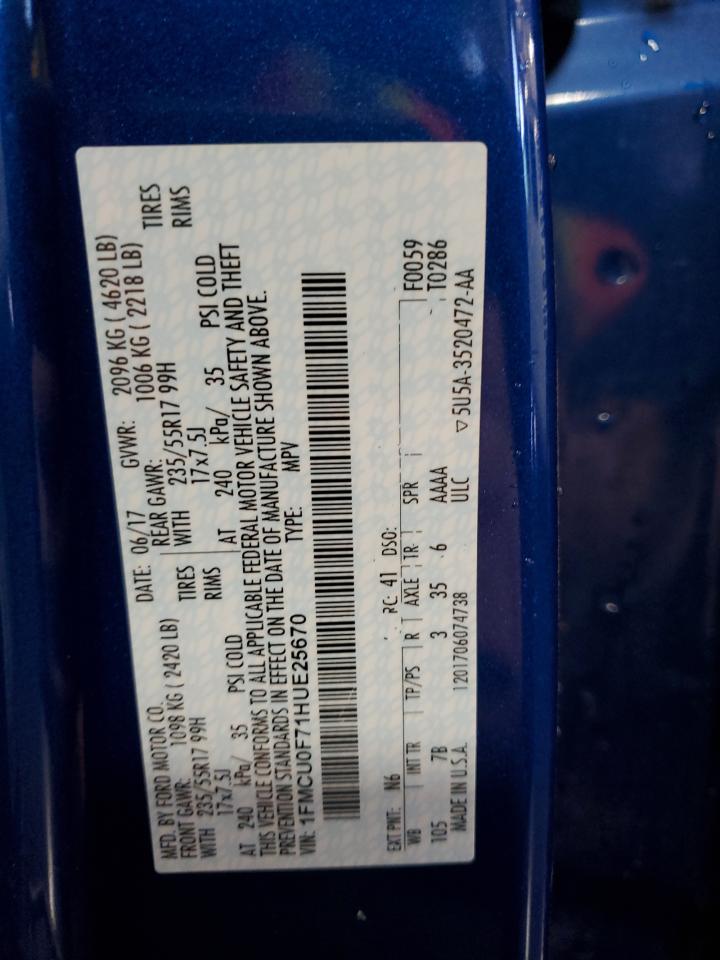 MFD. BY FORD MOTOR CO. DATE: 06/17 GVWR: 2096 KG ( 4620 LB)
FRONT GAWR: 1098 KG ( 2420 LB) REAR GAWR: 1006 KG ( 2218 LB)
WITH 235/55R17 99H TIRES WITH 235/55R17 99H TIRES
17x7.5J RIMS 17x7.5J RIMS
AT 240 kPa/ 35 PSI COLD AT 240 kPa/ 35 PSI COLD
THIS VEHICLE CONFORMS TO ALL APPLICABLE FEDERAL MOTOR VEHICLE SAFETY AND THEFT
PREVENTION STANDARDS IN EFFECT ON THE DATE OF MANUFACTURE SHOWN ABOVE.
VIN: 1FMCU0F71HUE25670 TYPE: MPV
EXT PNT: N6 RC: 41 DSO: F0059
WB INT TR TP/PS R AXLE TR SPR T0286
105 7B 3 35 6 AAAA ▽5U5A-3520472-AA
MADE IN U.S.A. 1201706074738 ULC